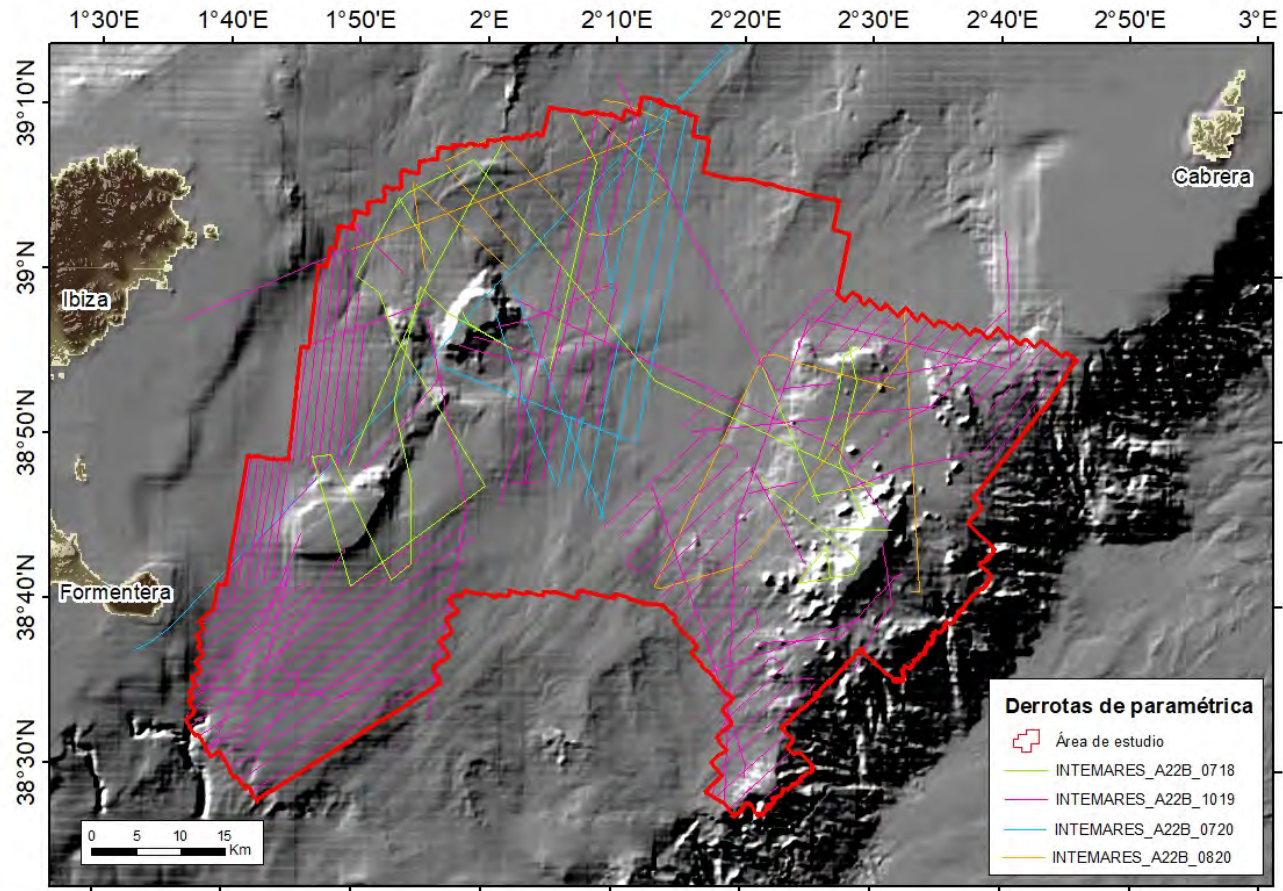 1°30'E 1°40'E 1°50'E 2°E 2°10'E 2°20'E 2°30'E 2°40'E 2°50'E 3°E
39°10'N
Cabrera
39°N
Ibiza
38°50'N
38°40'N
Formentera
38°30'N
Derrotas de paramétrica
Área de estudio
INTEMARES_A22B_0718
INTEMARES_A22B_1019
INTEMARES_A22B_0720
INTEMARES_A22B_0820
0 5 10 15
Km